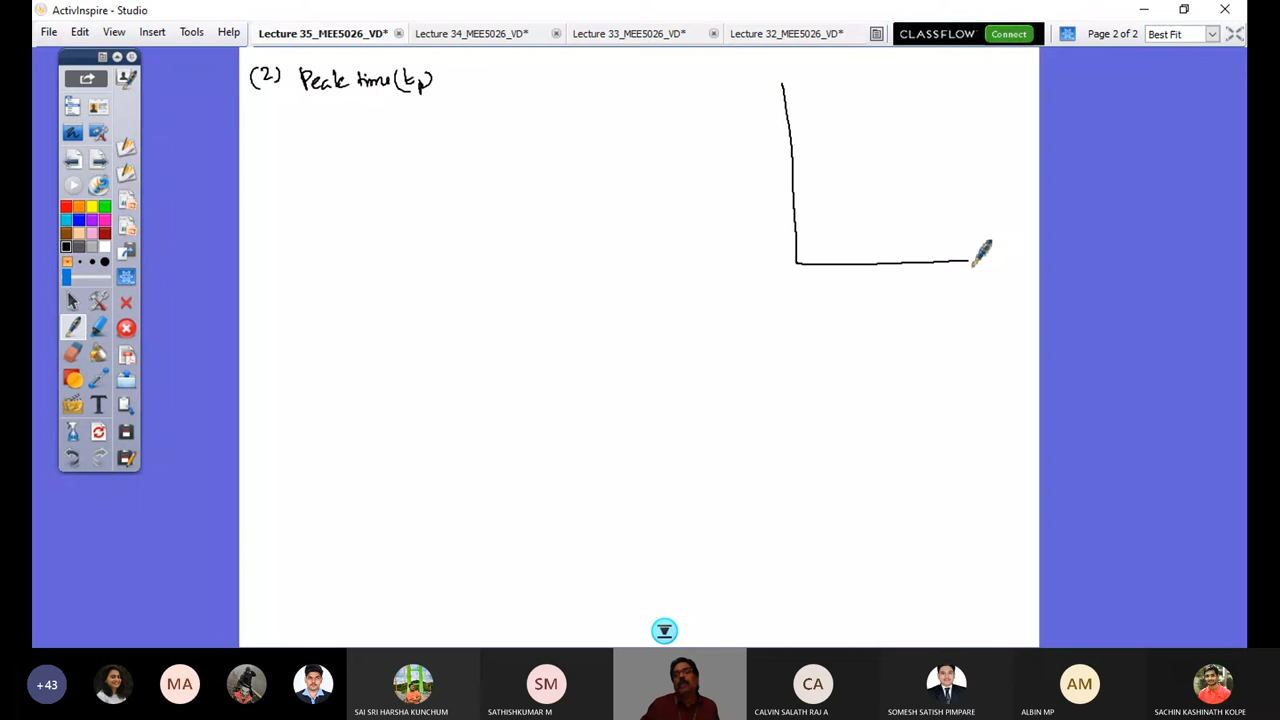 ActivInspire - Studio
File Edit View Insert Tools Help
Lecture 35_MEE5026_VD* Lecture 34_MEE5026_VD* Lecture 33_MEE5026_VD* Lecture 32_MEE5026_VD* CLASSFLOW Connect Page 2 of 2 Best Fit
(2) Peak time (tp)
T
+43 MA SM CA AM
SAI SRI HARSHA KUNCHUM SATHISHKUMAR M CALVIN SALATH RAJ A SOMESH SATISH PIMPARE ALBIN MP SACHIN KASHINATH KOLPE